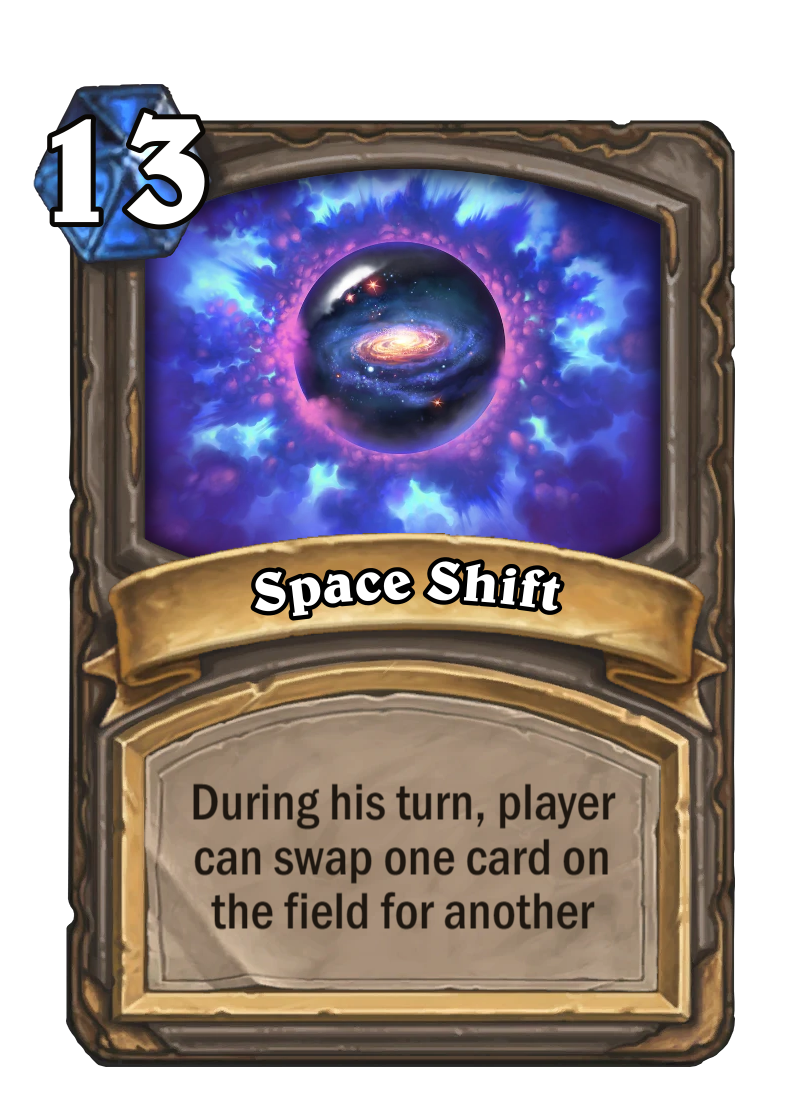 13
Space Shift
During his turn, player
can swap one card on
the field for another